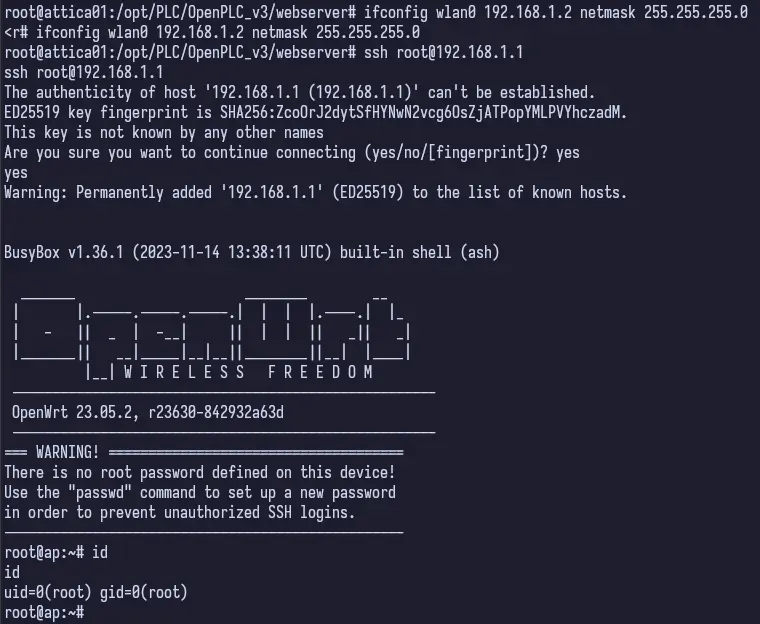 root@attica01:/opt/PLC/OpenPLC_v3/webserver# ifconfig wlan0 192.168.1.2 netmask 255.255.255.0
<r# ifconfig wlan0 192.168.1.2 netmask 255.255.255.0
root@attica01:/opt/PLC/OpenPLC_v3/webserver# ssh root@192.168.1.1
ssh root@192.168.1.1
The authenticity of host '192.168.1.1 (192.168.1.1)' can't be established.
ED25519 key fingerprint is SHA256:ZcoOrJ2dytSfHYNwN2vcg6OsZjATPopYMLPVYhczadM.
This key is not known by any other names
Are you sure you want to continue connecting (yes/no/[fingerprint])? yes
yes
Warning: Permanently added '192.168.1.1' (ED25519) to the list of known hosts.
BusyBox v1.36.1 (2023-11-14 13:38:11 UTC) built-in shell (ash)
OpenWrt
W I R E L E S S   F R E E D O M
OpenWrt 23.05.2, r23630-842932a63d
=== WARNING! =====================================
There is no root password defined on this device!
Use the "passwd" command to set up a new password
in order to prevent unauthorized SSH logins.
root@ap:~# id
id
uid=0(root) gid=0(root)
root@ap:~#